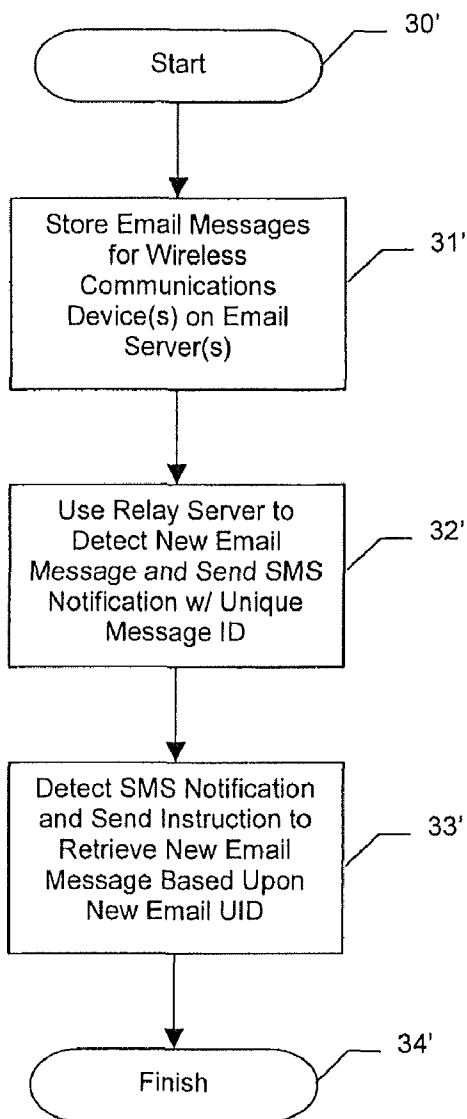 30'
Start
Store Email Messages
for Wireless
Communications
Device(s) on Email
Server(s)
31'
Use Relay Server to
Detect New Email
Message and Send SMS
Notification w/ Unique
Message ID
32'
Detect SMS Notification
and Send Instruction to
Retrieve New Email
Message Based Upon
New Email UID
33'
34'
Finish